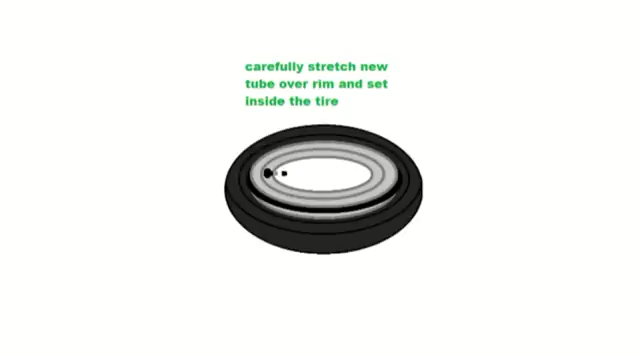 carefully stretch new
tube over rim and set
inside the tire